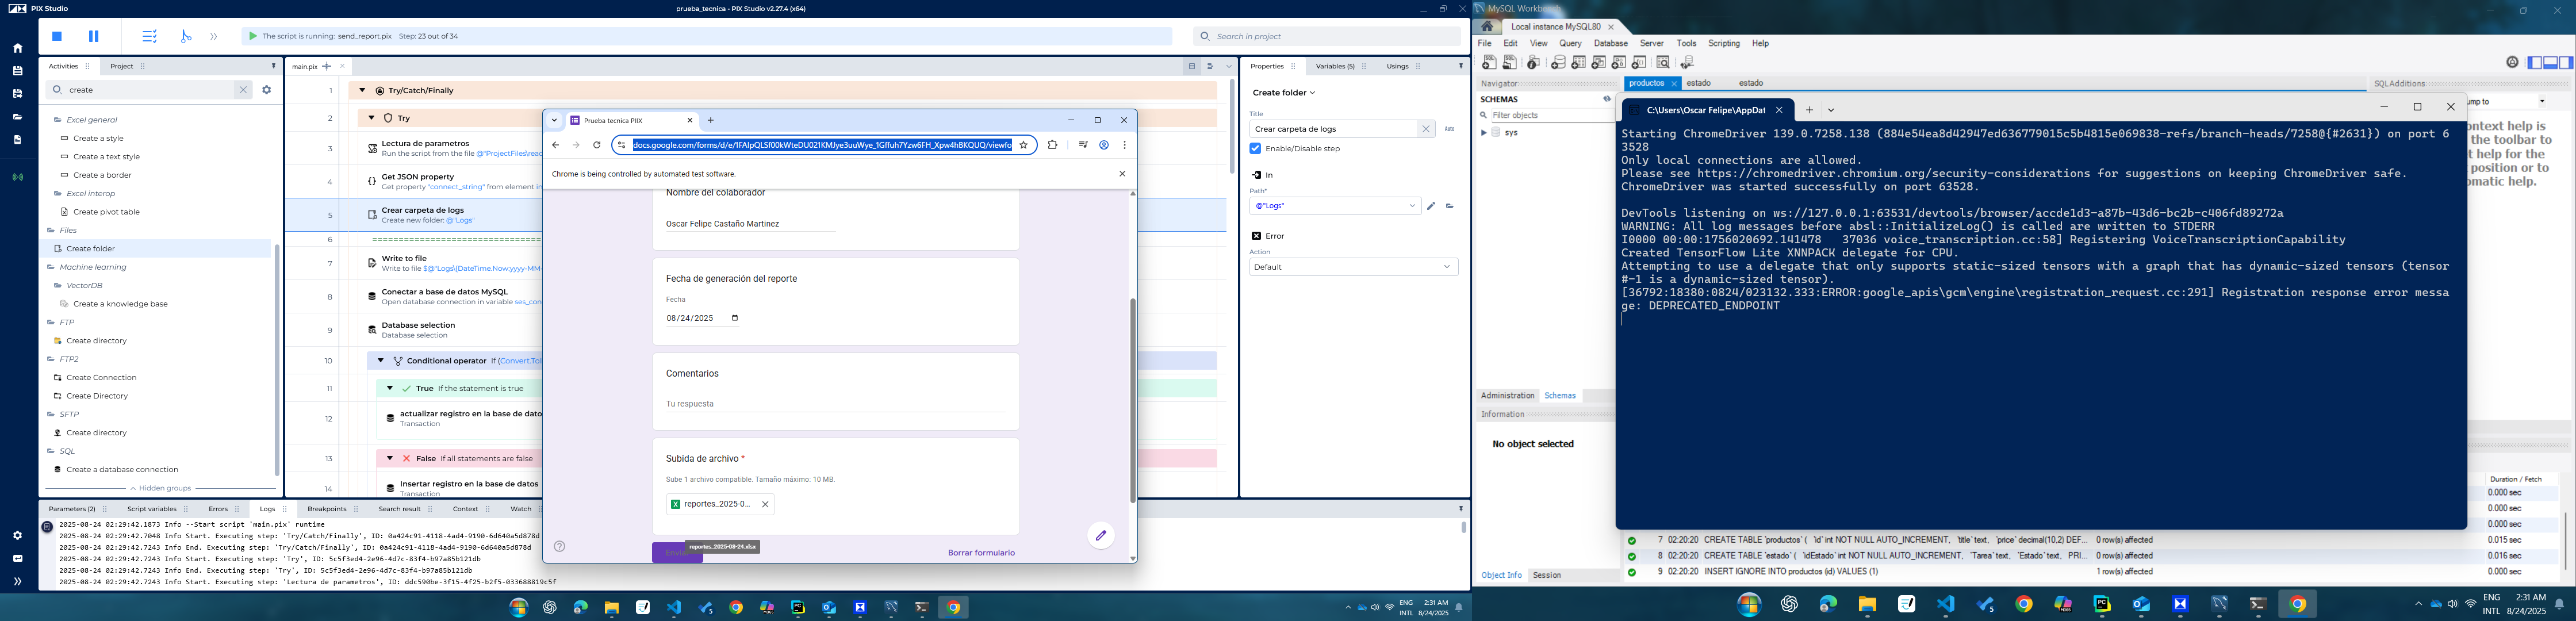 PIX Studio
prueba_tecnica - PIX Studio v2.27.4 (x64)
The script is running: send_report.pix Step: 23 out of 34
Search in project
Activities
Project
create
Excel general
Create a style
Create a text style
Create a border
Excel interop
Create pivot table
Files
Create folder
Machine learning
VectorDB
Create a knowledge base
FTP
Create directory
FTP2
Create Connection
Create Directory
SFTP
Create directory
SQL
Create a database connection
Hidden groups
main.pix
1 Try/Catch/Finally
2 Try
3 Lectura de parametros
Run the script from the file @"ProjectFiles\reac
4 Get JSON property
Get property "connect_string" from element in
5 Crear carpeta de logs
Create new folder: @"Logs"
6 ================================
7 Write to file
Write to file $@"Logs\{DateTime.Now:yyyy-MM-
8 Conectar a base de datos MySQL
Open database connection in variable ses_con
9 Database selection
Database selection
10 Conditional operator If (Convert.ToI
11 True If the statement is true
12 actualizar registro en la base de dato
Transaction
13 False If all statements are false
14 Insertar registro en la base de datos
Transaction
Prueba tecnica PIIX
docs.google.com/forms/d/e/1FAIpQLSf00kWteDU021KMJye3uuWye_1Gffuh7Yzw6FH_Xpw4hBKQUQ/viewfo
Chrome is being controlled by automated test software.
Nombre del colaborador
Oscar Felipe Castaño Martinez
Fecha de generación del reporte
Fecha
08/24/2025
Comentarios
Tu respuesta
Subida de archivo *
Sube 1 archivo compatible. Tamaño máximo: 10 MB.
reportes_2025-0...
reportes_2025-08-24.xlsx
Borrar formulario
Properties
Variables (5)
Usings
Create folder
Title
Crear carpeta de logs
Enable/Disable step
In
Path*
@"Logs"
Error
Action
Default
Parameters (2)
Script variables
Errors
Logs
Breakpoints
Search result
Context
Watch
2025-08-24 02:29:42.1873 Info --Start script 'main.pix' runtime
2025-08-24 02:29:42.7048 Info Start. Executing step: 'Try/Catch/Finally', ID: 0a424c91-4118-4ad4-9190-6d640a5d878d
2025-08-24 02:29:42.7243 Info End. Executing step: 'Try/Catch/Finally', ID: 0a424c91-4118-4ad4-9190-6d640a5d878d
2025-08-24 02:29:42.7243 Info Start. Executing step: 'Try', ID: 5c5f3ed4-2e96-4d7c-83f4-b97a85b121db
2025-08-24 02:29:42.7243 Info End. Executing step: 'Try', ID: 5c5f3ed4-2e96-4d7c-83f4-b97a85b121db
2025-08-24 02:29:42.7243 Info Start. Executing step: 'Lectura de parametros', ID: ddc590be-3f15-4f25-b2f5-033688819c5f
ENG
INTL
2:31 AM
8/24/2025
MySQL Workbench
Local instance MySQL80
File Edit View Query Database Server Tools Scripting Help
Navigator
SCHEMAS
Filter objects
sys
Administration Schemas
Information
No object selected
Object Info Session
productos
estado
estado
SQLAdditions
ump to
ontext help is
the toolbar to
t help for the
position or to
omatic help.
C:\Users\Oscar Felipe\AppDat
Starting ChromeDriver 139.0.7258.138 (884e54ea8d42947ed636779015c5b4815e069838-refs/branch-heads/7258@{#2631}) on port 6
3528
Only local connections are allowed.
Please see https://chromedriver.chromium.org/security-considerations for suggestions on keeping ChromeDriver safe.
ChromeDriver was started successfully on port 63528.
DevTools listening on ws://127.0.0.1:63531/devtools/browser/accde1d3-a87b-43d6-bc2b-c406fd89272a
WARNING: All log messages before absl::InitializeLog() is called are written to STDERR
I0000 00:00:1756020692.141478 37036 voice_transcription.cc:58] Registering VoiceTranscriptionCapability
Created TensorFlow Lite XNNPACK delegate for CPU.
Attempting to use a delegate that only supports static-sized tensors with a graph that has dynamic-sized tensors (tensor
#-1 is a dynamic-sized tensor).
[36792:18380:0824/023132.333:ERROR:google_apis\gcm\engine\registration_request.cc:291] Registration response error messa
ge: DEPRECATED_ENDPOINT
Duration / Fetch
0.000 sec
0.000 sec
0.000 sec
7 02:20:20 CREATE TABLE `productos` ( `id` int NOT NULL AUTO_INCREMENT, `title` text, `price` decimal(10,2) DEF... 0 row(s) affected 0.015 sec
8 02:20:20 CREATE TABLE `estado` ( `idEstado` int NOT NULL AUTO_INCREMENT, `Tarea` text, `Estado` text, PRI... 0 row(s) affected 0.016 sec
9 02:20:20 INSERT IGNORE INTO productos (id) VALUES (1) 1 row(s) affected 0.000 sec
ENG
INTL
2:31 AM
8/24/2025